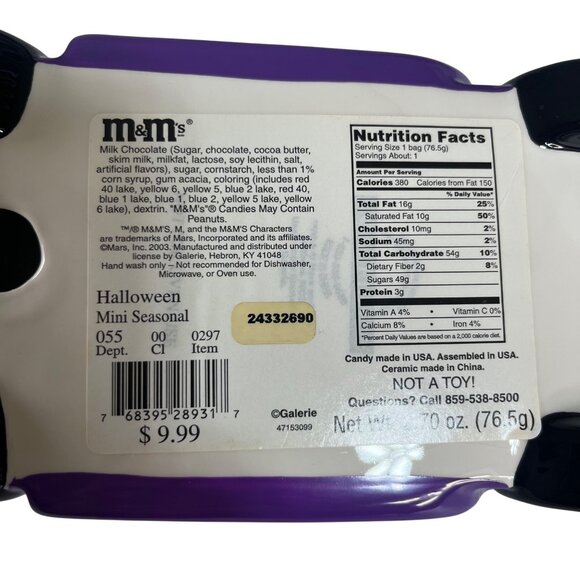 m&m's®
Milk Chocolate (Sugar, chocolate, cocoa butter,
skim milk, milkfat, lactose, soy lecithin, salt,
artificial flavors), sugar, cornstarch, less than 1%
corn syrup, gum acacia, coloring (includes red
40 lake, yellow 6, yellow 5, blue 2 lake, red 40,
blue 1 lake, blue 1, blue 2, yellow 5 lake, yellow
6 lake), dextrin. "M&M's"® Candies May Contain
Peanuts.
™/® M&M'S, M, and the M&M'S Characters
are trademarks of Mars, Incorporated and its affiliates.
©Mars, Inc. 2003. Manufactured and distributed under
license by Galerie, Hebron, KY 41048
Hand wash only - Not recommended for Dishwasher,
Microwave, or Oven use.
Halloween
Mini Seasonal
24332690
055 00 0297
Dept. Cl Item
7 68395 28931 7
$ 9.99
©Galerie
47153099
Nutrition Facts
Serving Size 1 bag (76.5g)
Servings About: 1
Amount Per Serving
Calories 380 Calories from Fat 150
% Daily Value*
Total Fat 16g 25%
Saturated Fat 10g 50%
Cholesterol 10mg 2%
Sodium 45mg 2%
Total Carbohydrate 54g 10%
Dietary Fiber 2g 8%
Sugars 49g
Protein 3g
Vitamin A 4% • Vitamin C 0%
Calcium 8% • Iron 4%
*Percent Daily Values are based on a 2,000 calorie diet.
Candy made in USA. Assembled in USA.
Ceramic made in China.
NOT A TOY!
Questions? Call 859-538-8500
Net 70 oz. (76.5g)